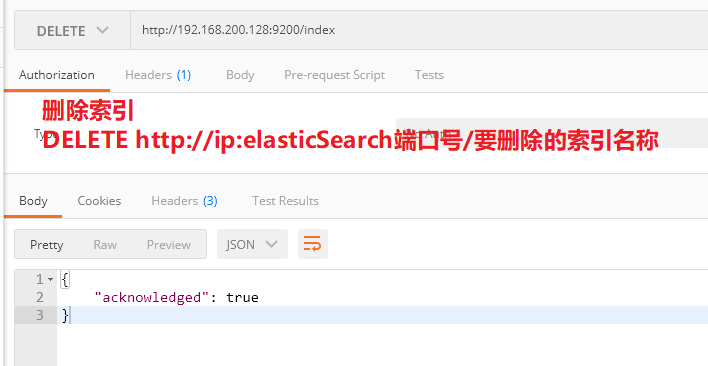 DELETE http://192.168.200.128:9200/index
Authorization Headers (1) Body Pre-request Script Tests
删除索引
Type No Auth
DELETE http://ip:elasticSearch端口号/要删除的索引名称
Body Cookies Headers (3) Test Results
Pretty Raw Preview JSON
1 {
2 "acknowledged": true
3 }